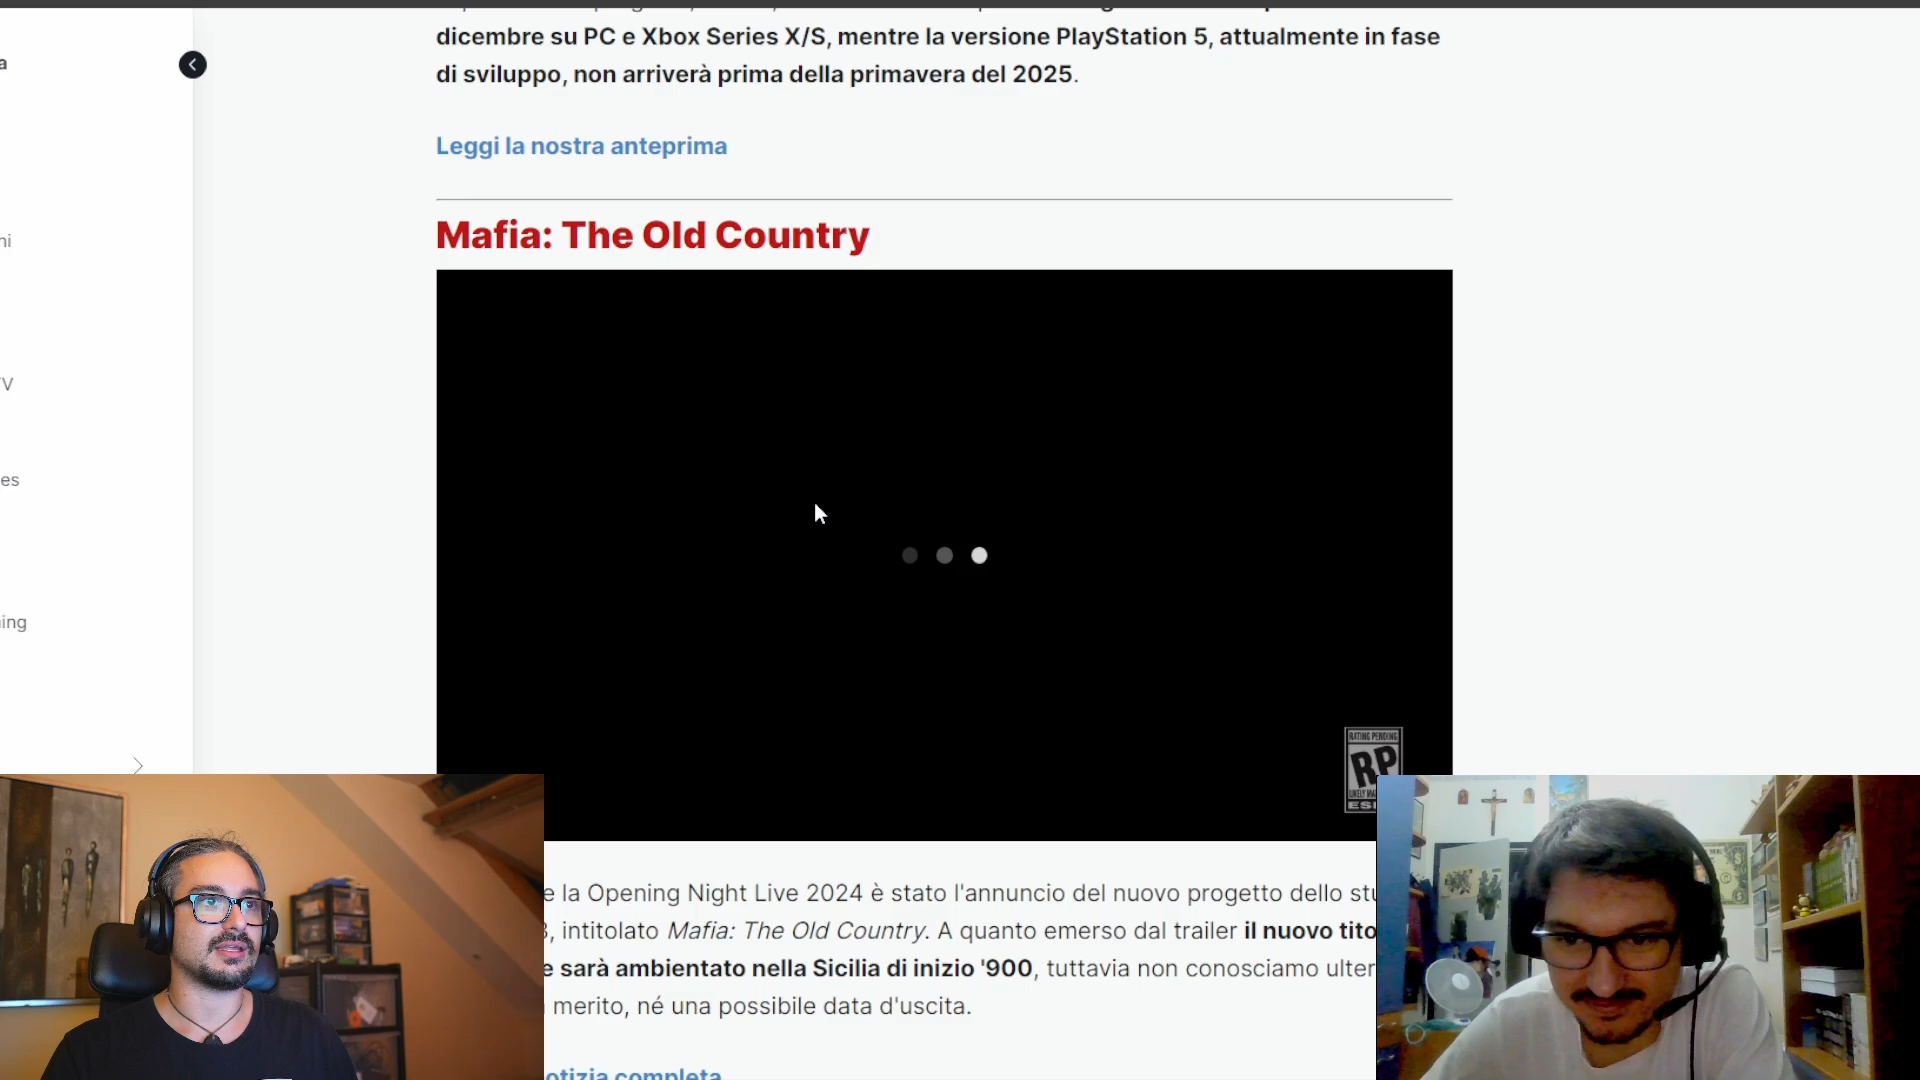 dicembre su PC e Xbox Series X/S, mentre la versione PlayStation 5, attualmente in fase
di sviluppo, non arriverà prima della primavera del 2025.
Leggi la nostra anteprima
Mafia: The Old Country
RATING PENDING
RP
e la Opening Night Live 2024 è stato l'annuncio del nuovo progetto dello stu
, intitolato Mafia: The Old Country. A quanto emerso dal trailer il nuovo tito
e sarà ambientato nella Sicilia di inizio '900, tuttavia non conosciamo ulter
merito, né una possibile data d'uscita.
otizia completa